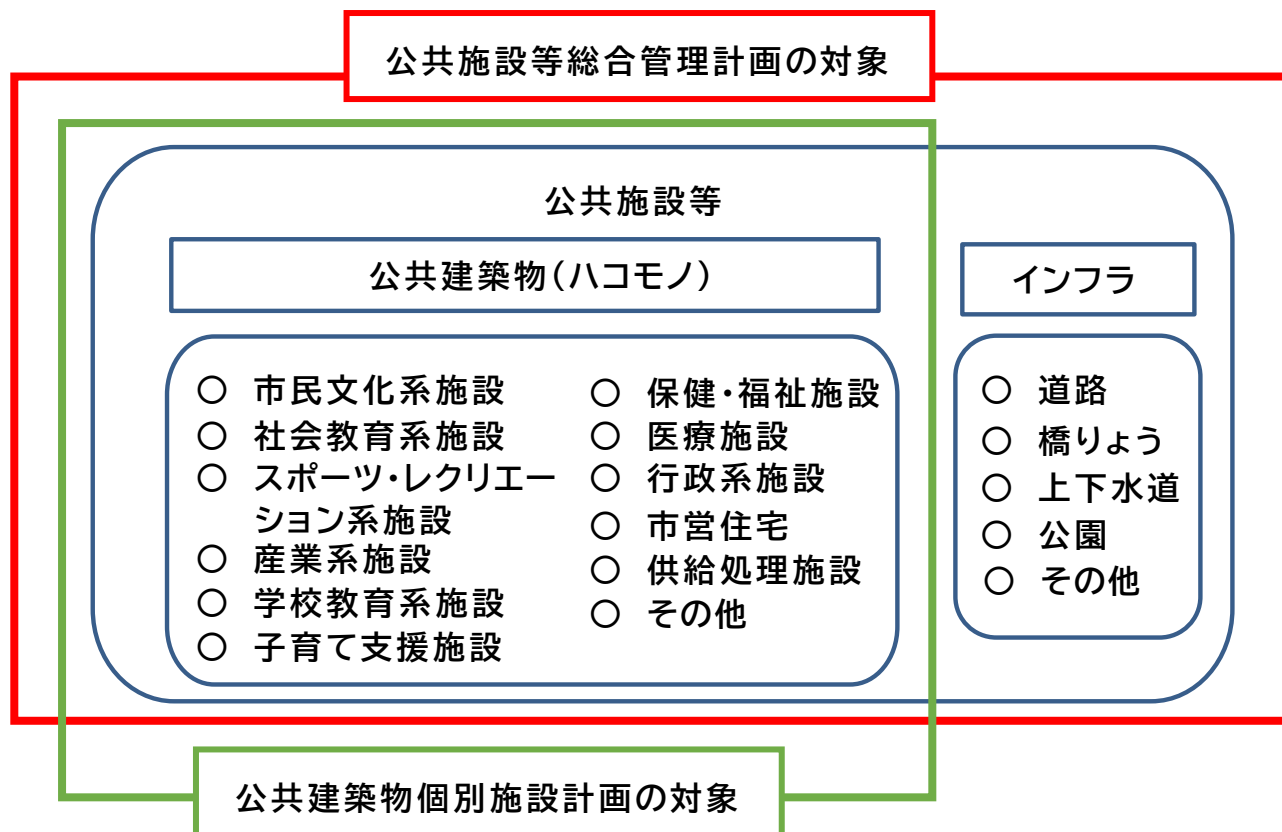 公共施設等総合管理計画の対象
公共施設等
公共建築物(ハコモノ)
○ 市民文化系施設
○ 社会教育系施設
○ スポーツ・レクリエー
ション系施設
○ 産業系施設
○ 学校教育系施設
○ 子育て支援施設
○ 保健・福祉施設
○ 医療施設
○ 行政系施設
○ 市営住宅
○ 供給処理施設
○ その他
インフラ
○ 道路
○ 橋りょう
○ 上下水道
○ 公園
○ その他
公共建築物個別施設計画の対象